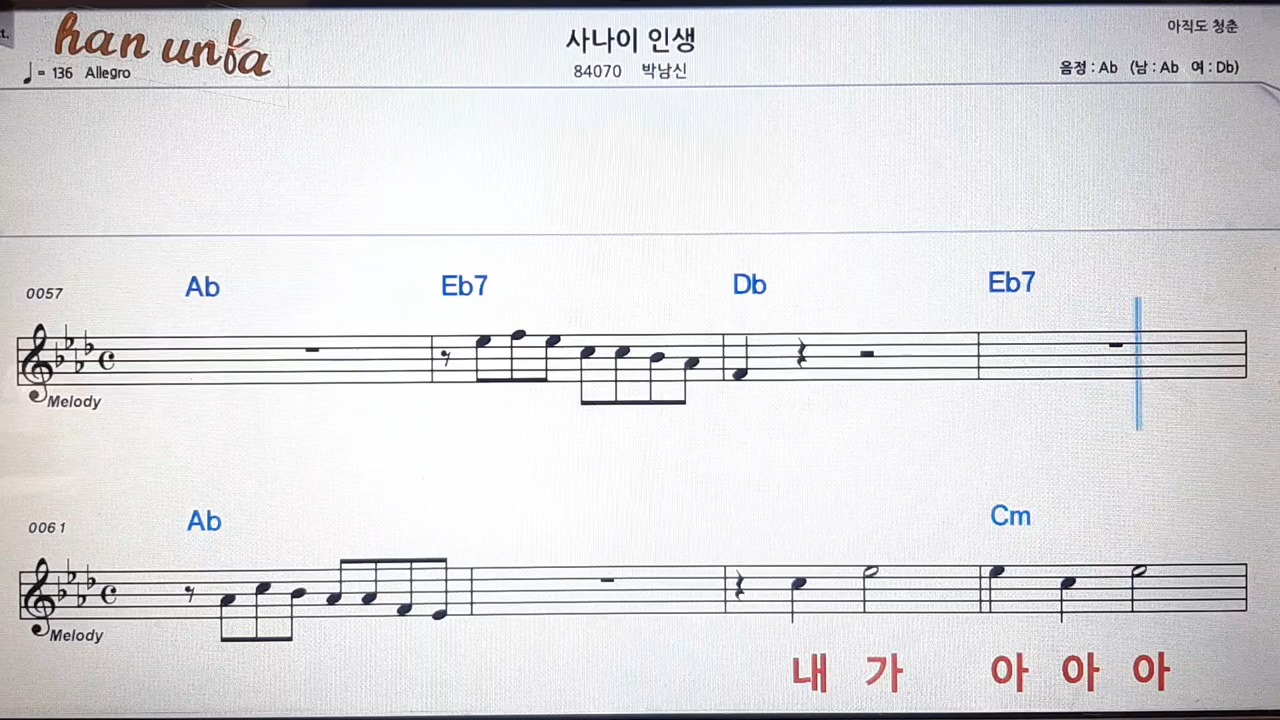 t.
han unfa
사나이 인생
아직도 청춘
♩= 136 Allegro
84070 박남신
음정 : Ab (남 : Ab 여 : Db)
0057 Ab Eb7 Db Eb7
Melody
0061 Ab Cm
Melody
내 가 아 아 아